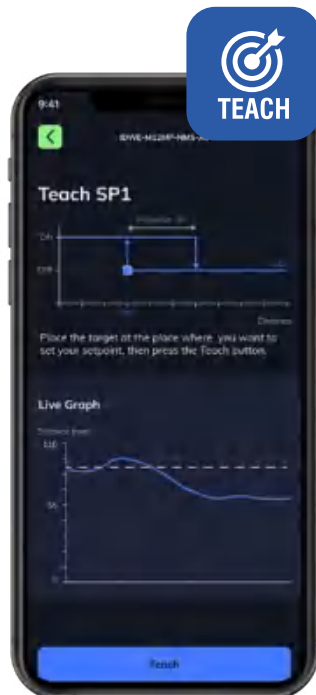 TEACH
9:41
Teach SP1
ON
Distance
Place the target at the place where, you want to
set your setpoint, then press the Teach button.
Live Graph
0
Teach